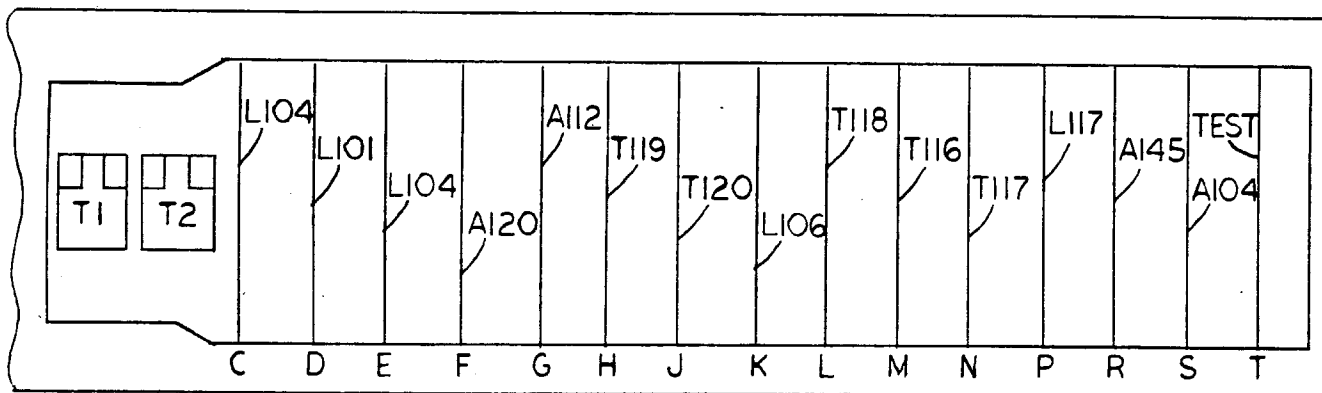 L104
L101
L104
A120
A112
T119
T120
L106
T118
T116
T117
L117
A145
A104
TEST
T1
T2
C D E F G H J K L M N P R S T